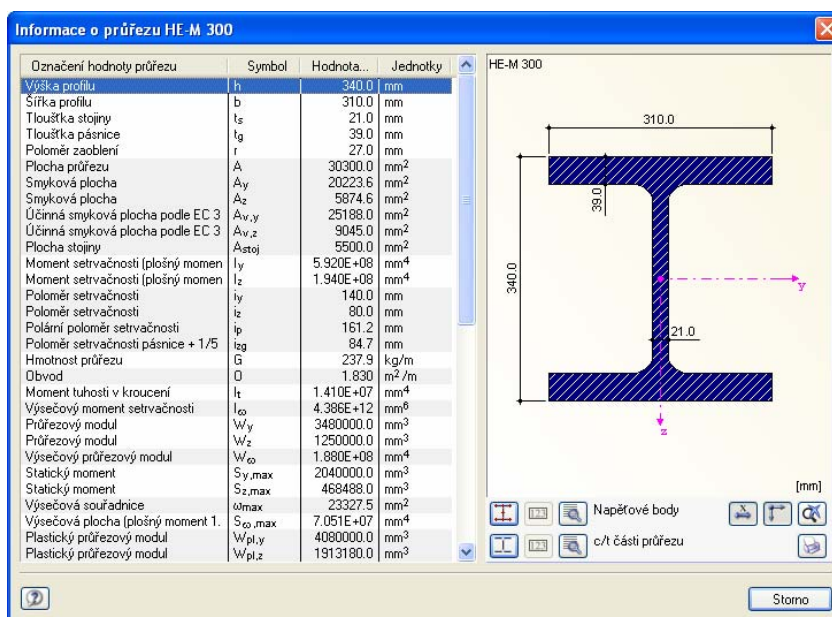 Informace o průřezu HE-M 300
Označení hodnoty průřezu Symbol Hodnota... Jednotky
Výška profilu h 340.0 mm
Šířka profilu b 310.0 mm
Tloušťka stojiny ts 21.0 mm
Tloušťka pásnice tg 39.0 mm
Poloměr zaoblení r 27.0 mm
Plocha průřezu A 30300.0 mm²
Smyková plocha Ay 20223.6 mm²
Smyková plocha Az 5874.6 mm²
Účinná smyková plocha podle EC 3 Av,y 25188.0 mm²
Účinná smyková plocha podle EC 3 Av,z 9045.0 mm²
Plocha stojiny Astoj 5500.0 mm²
Moment setrvačnosti (plošný momen Iy 5.920E+08 mm⁴
Moment setrvačnosti (plošný momen Iz 1.940E+08 mm⁴
Poloměr setrvačnosti iy 140.0 mm
Poloměr setrvačnosti iz 80.0 mm
Polární poloměr setrvačnosti ip 161.2 mm
Poloměr setrvačnosti pásnice + 1/5 izg 84.7 mm
Hmotnost průřezu G 237.9 kg/m
Obvod O 1.830 m²/m
Moment tuhosti v kroucení It 1.410E+07 mm⁴
Výsečový moment setrvačnosti Iω 4.386E+12 mm⁶
Průřezový modul Wy 3480000.0 mm³
Průřezový modul Wz 1250000.0 mm³
Výsečový průřezový modul Wω 1.880E+08 mm⁴
Statický moment Sy,max 2040000.0 mm³
Statický moment Sz,max 468488.0 mm³
Výsečová souřadnice ωmax 23327.5 mm²
Výsečová plocha (plošný moment 1. Sω,max 7.051E+07 mm⁴
Plastický průřezový modul Wpl,y 4080000.0 mm³
Plastický průřezový modul Wpl,z 1913180.0 mm³
HE-M 300
310.0
39.0
340.0
y
21.0
z
[mm]
Napěťové body
123
x
c/t části průřezu
123
Storno